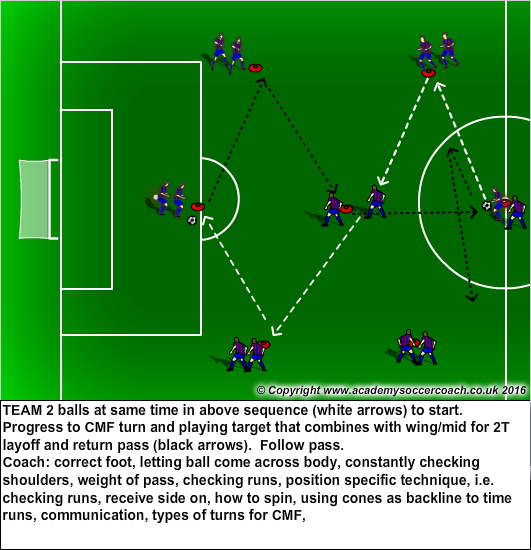 © Copyright www.academysoccercoach.co.uk 2016
TEAM 2 balls at same time in above sequence (white arrows) to start.
Progress to CMF turn and playing target that combines with wing/mid for 2T
layoff and return pass (black arrows).  Follow pass.
Coach: correct foot, letting ball come across body, constantly checking
shoulders, weight of pass, checking runs, position specific technique, i.e.
checking runs, receive side on, how to spin, using cones as backline to time
runs, communication, types of turns for CMF,